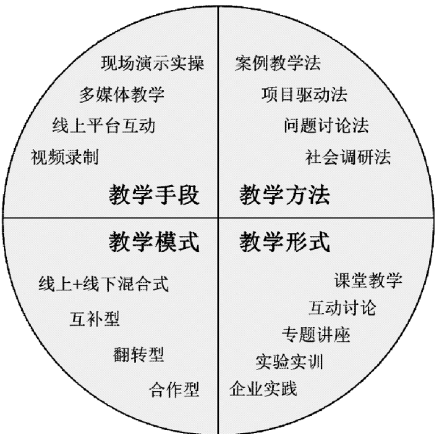 现场演示实操
多媒体教学
线上平台互动
视频录制
教学手段
案例教学法
项目驱动法
问题讨论法
社会调研法
教学方法
教学模式
线上+线下混合式
互补型
翻转型
合作型
教学形式
课堂教学
互动讨论
专题讲座
实验实训
企业实践